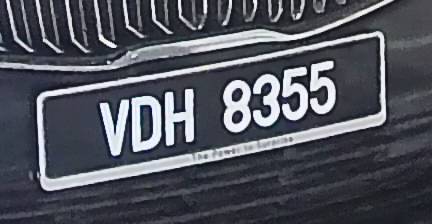 VDH 8355
The Power to Surprise